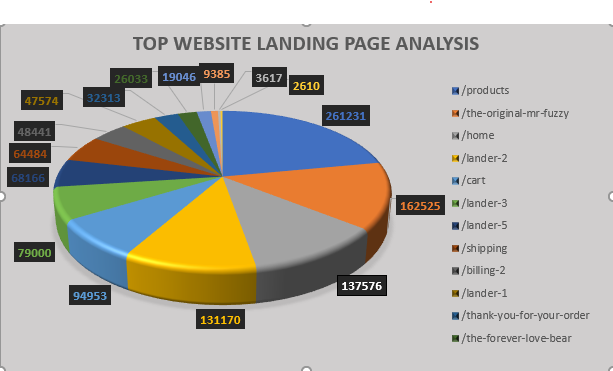 TOP WEBSITE LANDING PAGE ANALYSIS
26033
19046
9385
3617
2610
47574
32313
261231
48441
64484
68166
162525
79000
137576
94953
131170
/products
/the-original-mr-fuzzy
/home
/lander-2
/cart
/lander-3
/lander-5
/shipping
/billing-2
/lander-1
/thank-you-for-your-order
/the-forever-love-bear